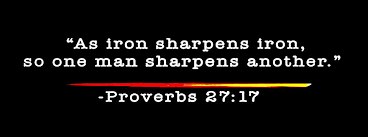 “As iron sharpens iron,
so one man sharpens another.”
-Proverbs 27:17